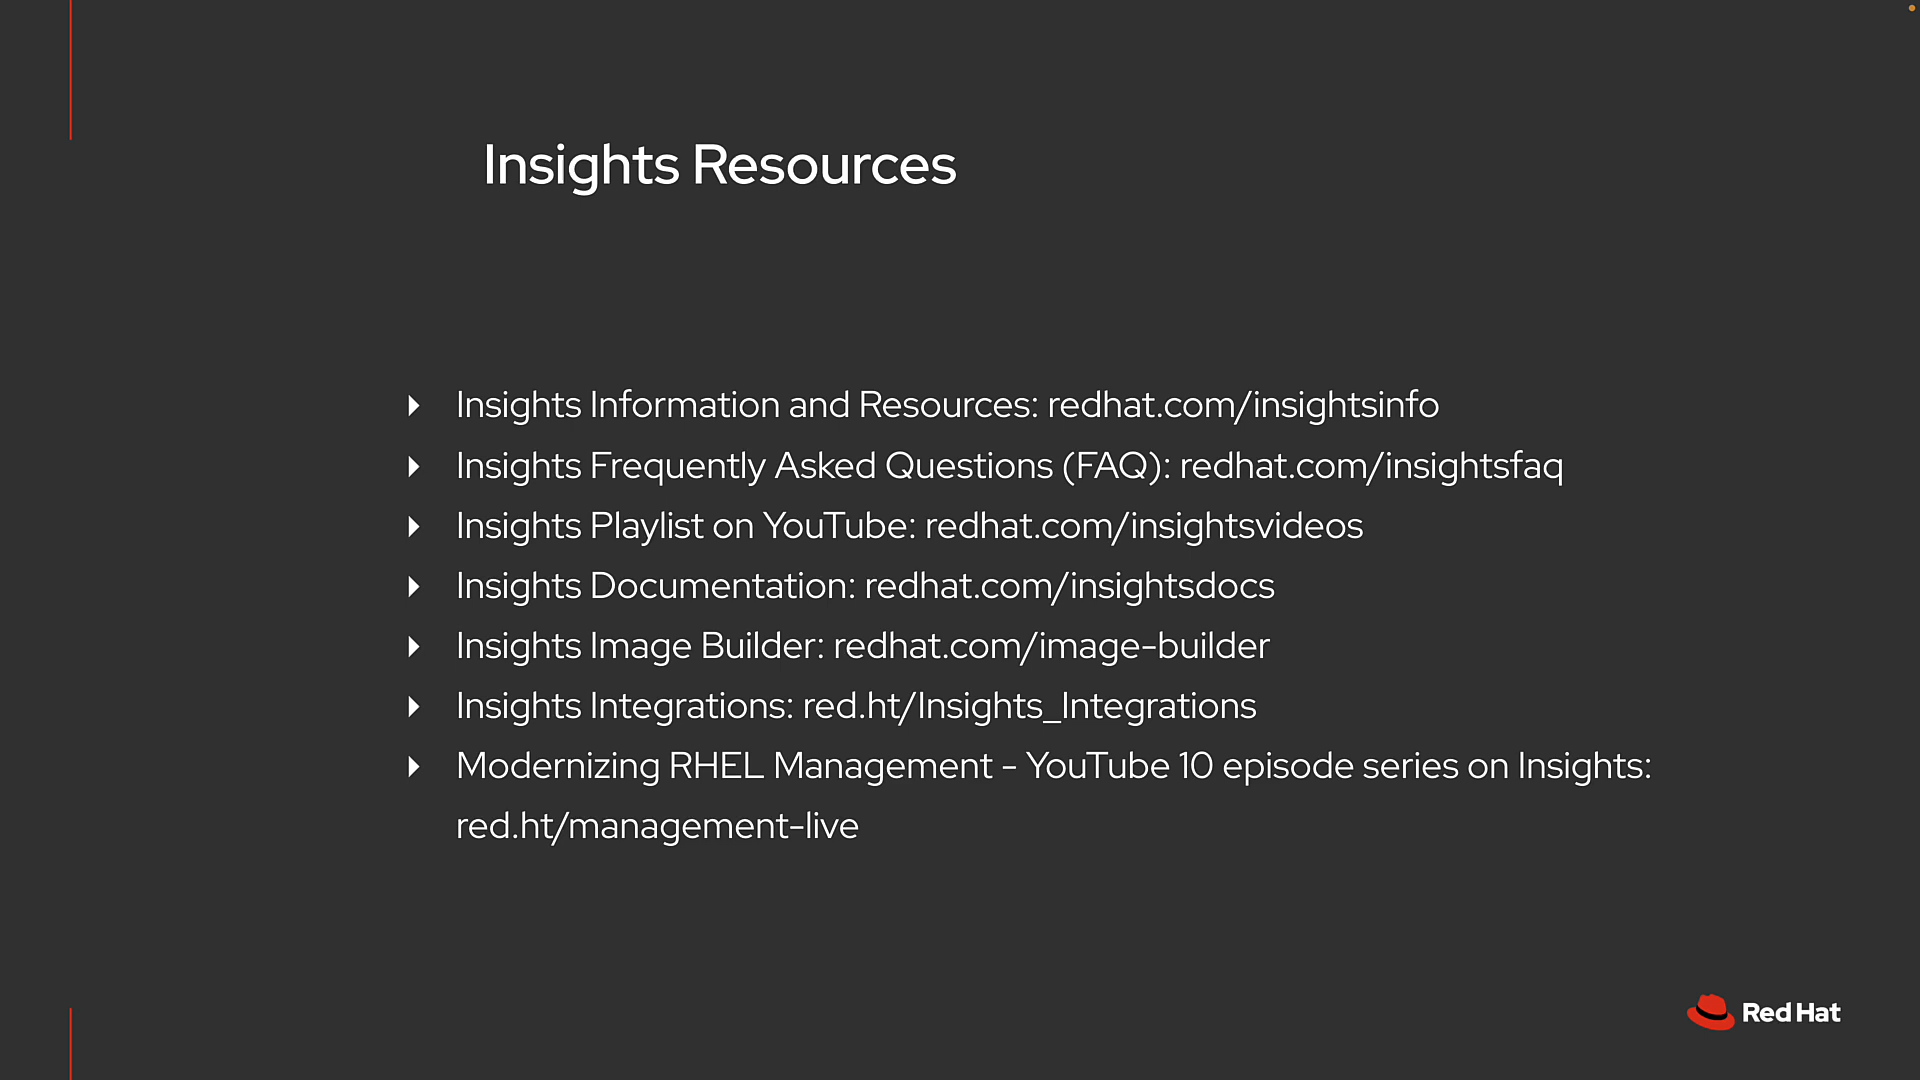 Insights Resources
Insights Information and Resources: redhat.com/insightsinfo
Insights Frequently Asked Questions (FAQ): redhat.com/insightsfaq
Insights Playlist on YouTube: redhat.com/insightsvideos
Insights Documentation: redhat.com/insightsdocs
Insights Image Builder: redhat.com/image-builder
Insights Integrations: red.ht/Insights_Integrations
Modernizing RHEL Management - YouTube 10 episode series on Insights:
red.ht/management-live
Red Hat